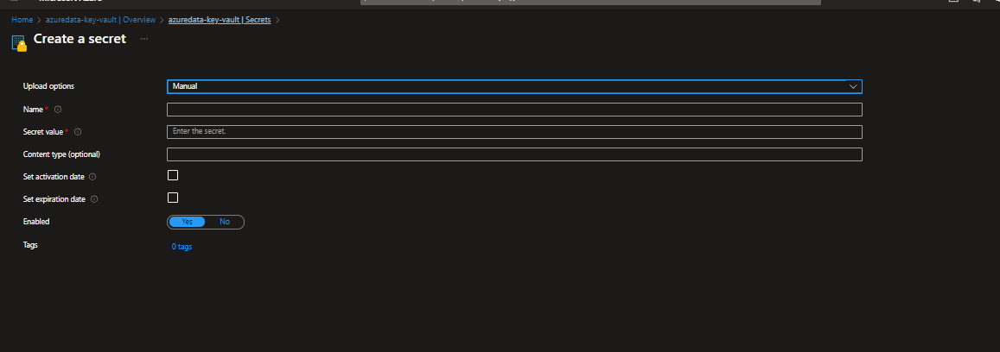 Home > azuredata-key-vault | Overview > azuredata-key-vault | Secrets >
Create a secret ...
Upload options Manual
Name *
Secret value * Enter the secret.
Content type (optional)
Set activation date
Set expiration date
Enabled Yes No
Tags 0 tags